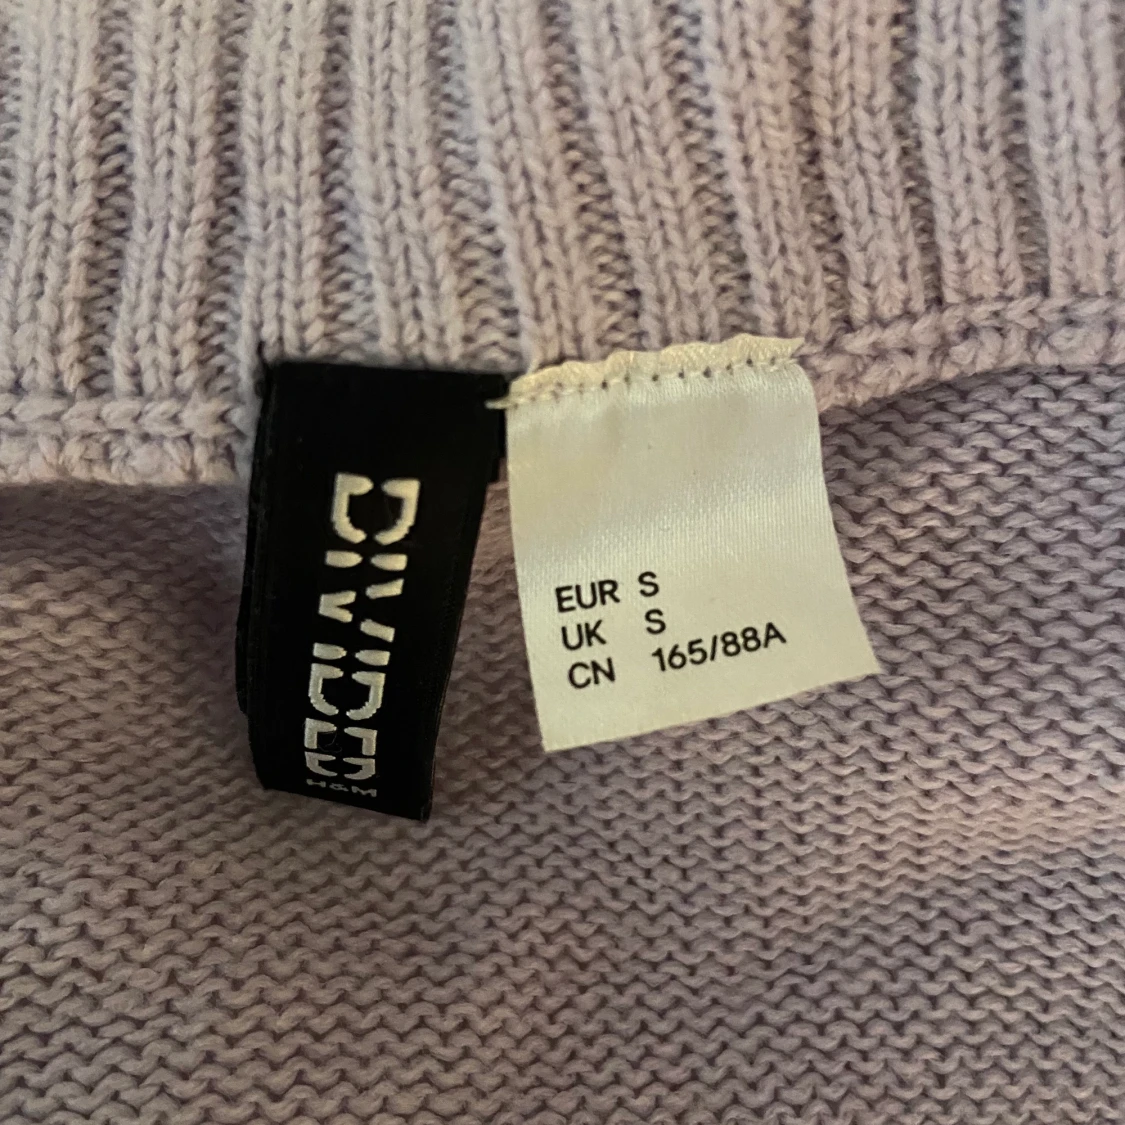 DIVIDED
H&M
EUR S
UK S
CN 165/88A